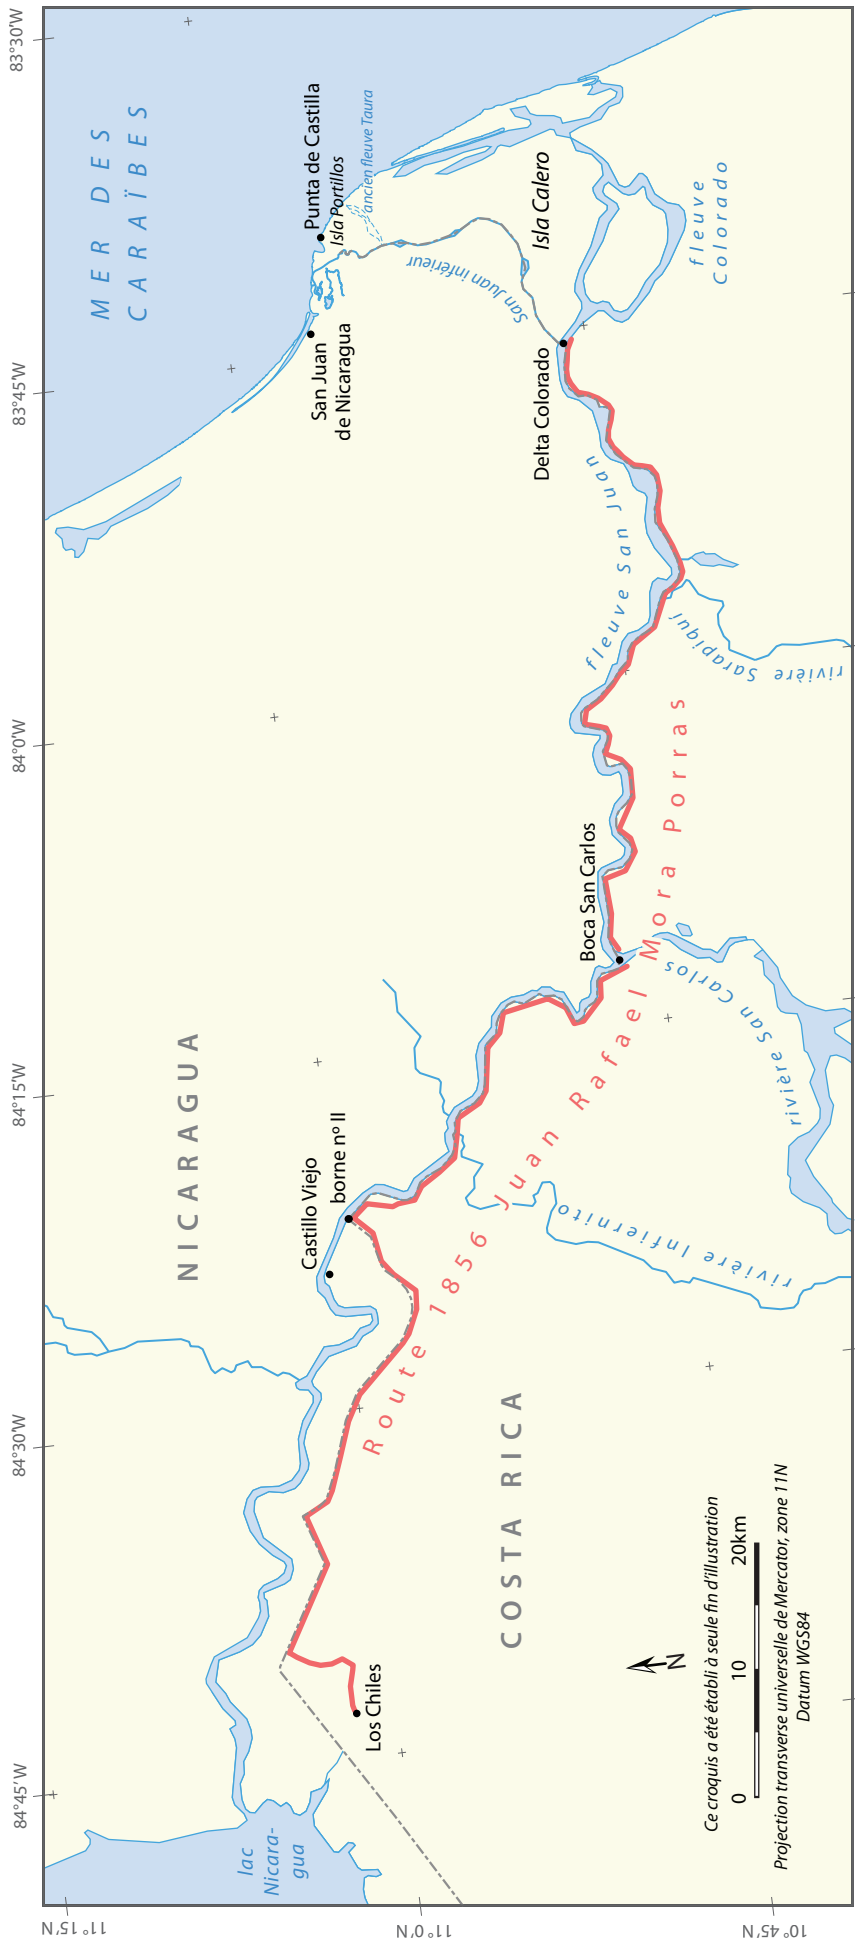 84°45'W
84°30'W
84°15'W
84°0'W
83°45'W
83°30'W
11°15'N
11°0'N
10°45'N
MER DES
CARAÏBES
NICARAGUA
COSTA RICA
lac
Nicara-
gua
Los Chiles
Castillo Viejo
borne nº II
Boca San Carlos
Delta Colorado
San Juan
de Nicaragua
Punta de Castilla
Isla Portillos
ancien fleuve Taura
San Juan inférieur
Isla Calero
fleuve
Colorado
fleuve San Juan
rivière Sarapiquí
rivière San Carlos
rivière Infiernito
Route 1856 Juan Rafael Mora Porras
N
Ce croquis a été établi à seule fin d'illustration
0 10 20km
Projection transverse universelle de Mercator, zone 11N
Datum WGS84